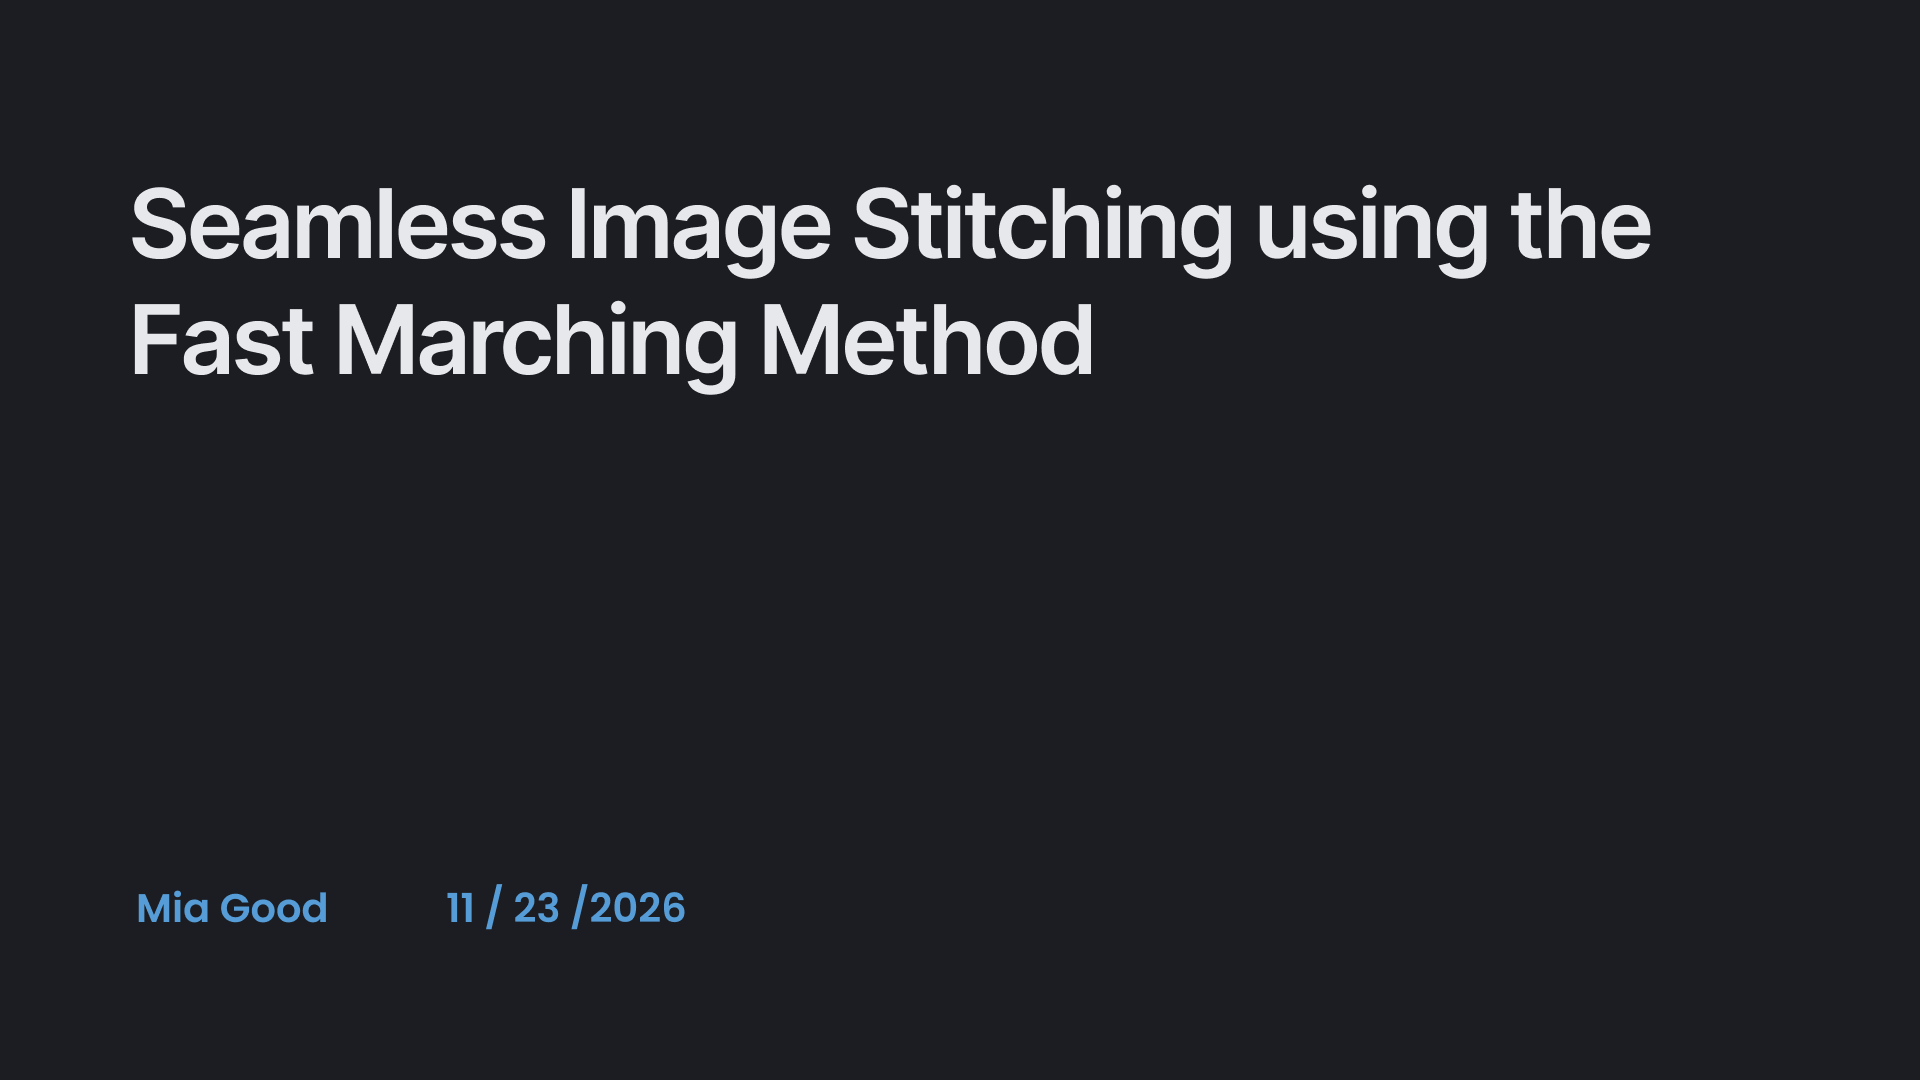 Seamless Image Stitching using the
Fast Marching Method
Mia Good 11 / 23 /2026